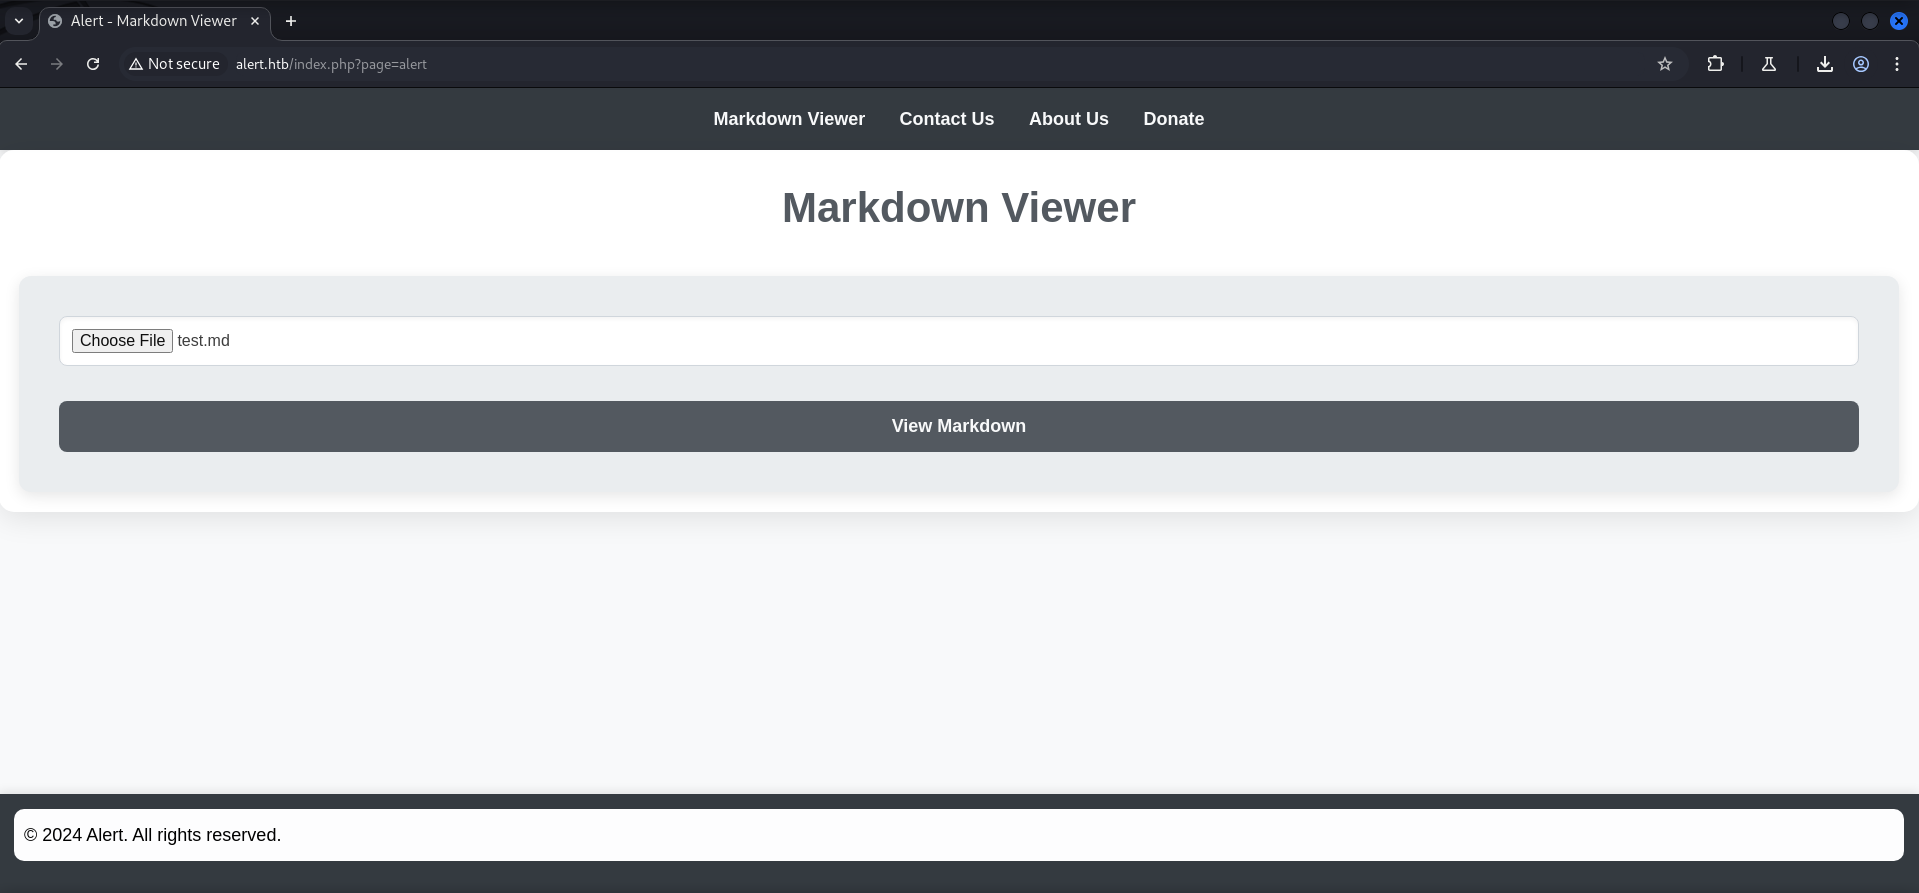 Alert - Markdown Viewer
Not secure alert.htb/index.php?page=alert
Markdown Viewer Contact Us About Us Donate
Markdown Viewer
Choose File test.md
View Markdown
© 2024 Alert. All rights reserved.